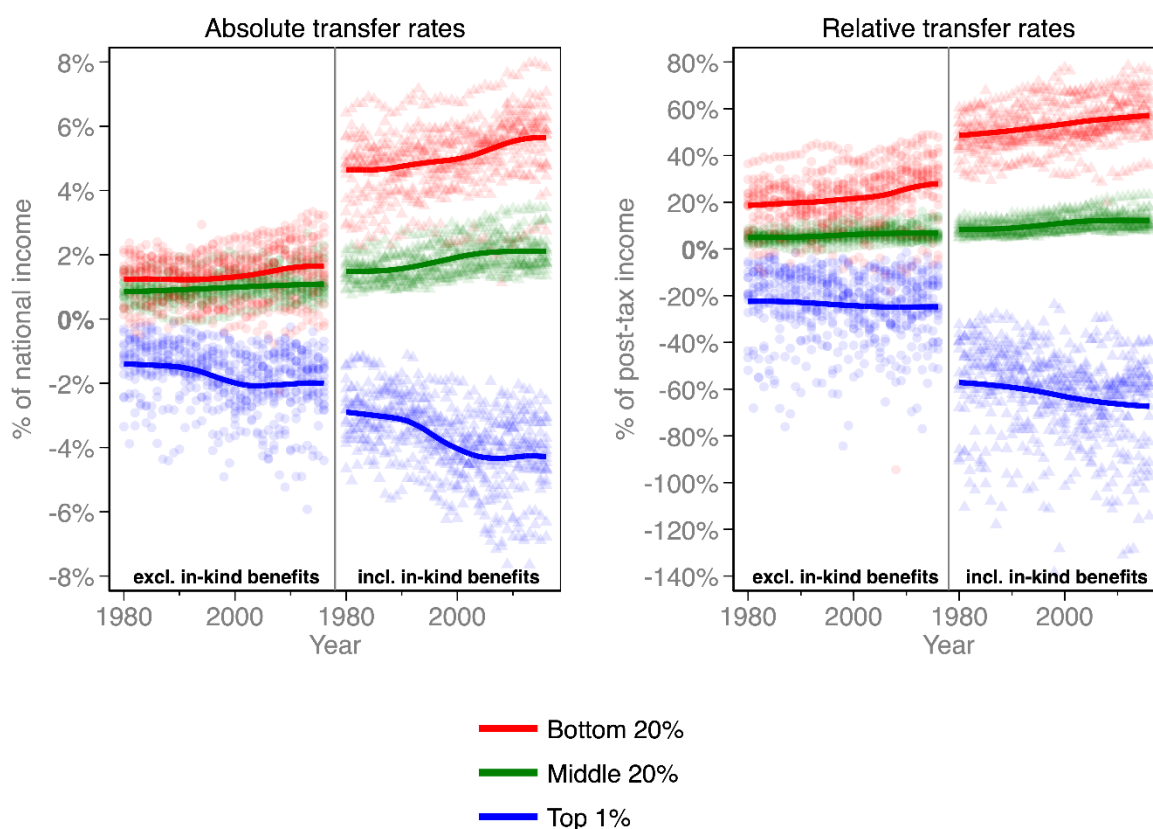 Absolute transfer rates
% of national income
8%
6%
4%
2%
0%
-2%
-4%
-6%
-8%
excl. in-kind benefits
incl. in-kind benefits
1980
2000
1980
2000
Year
Relative transfer rates
% of post-tax income
80%
60%
40%
20%
0%
-20%
-40%
-60%
-80%
-100%
-120%
-140%
excl. in-kind benefits
incl. in-kind benefits
1980
2000
1980
2000
Year
Bottom 20%
Middle 20%
Top 1%